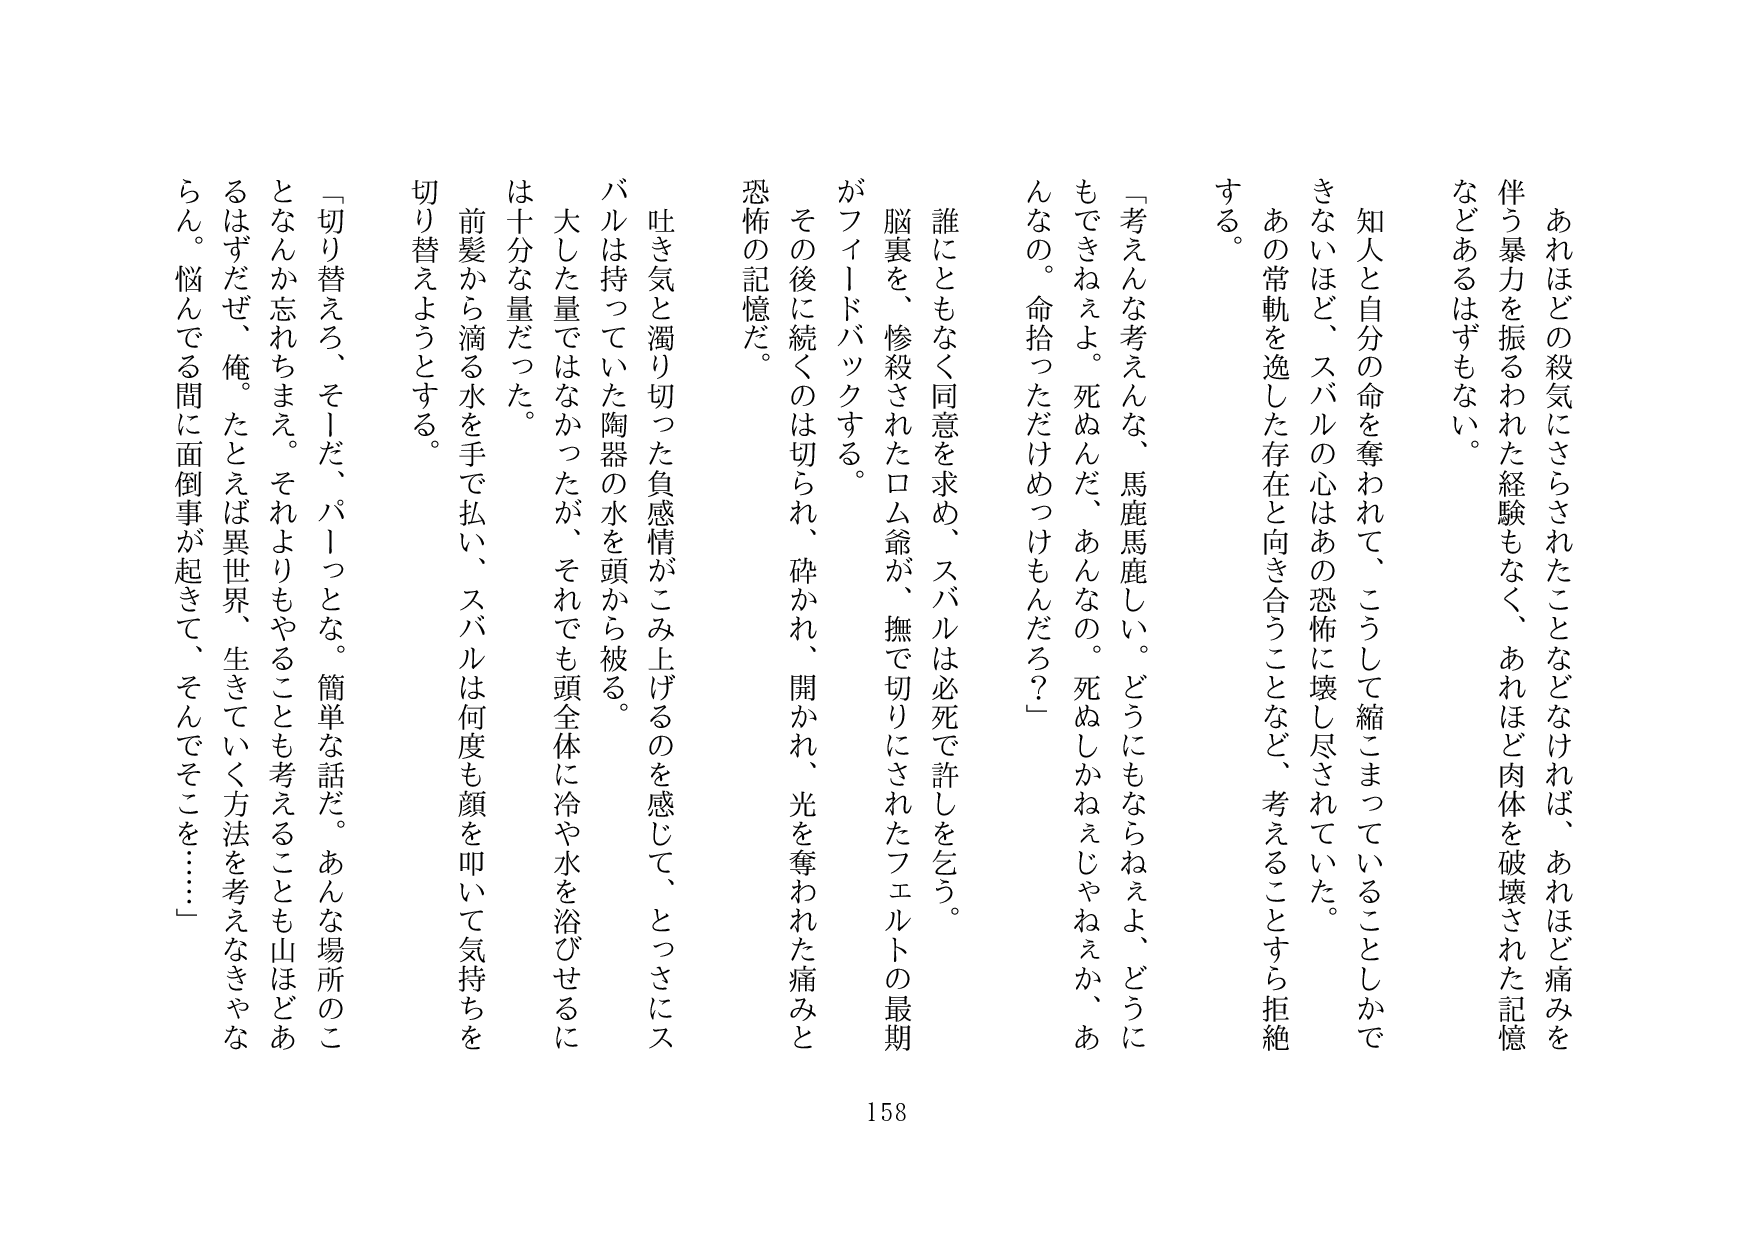 あれほどの殺気にさらされたことなどなければ、あれほど痛みを
伴う暴力を振るわれた経験もなく、あれほど肉体を破壊された記憶
などあるはずもない。
知人と自分の命を奪われて、こうして縮こまっていることしかで
きないほど、スバルの心はあの恐怖に壊し尽されていた。
あの常軌を逸した存在と向き合うことなど、考えることすら拒絶
する。
「考えんな考えんな、馬鹿馬鹿しい。どうにもならねぇよ、どうに
もできねぇよ。死ぬんだ、あんなの。死ぬしかねぇじゃねぇか、あ
んなの。命拾っただけめっけもんだろ？」
誰にともなく同意を求め、スバルは必死で許しを乞う。
脳裏を、惨殺されたロム爺が、撫で切りにされたフェルトの最期
がフィードバックする。
その後に続くのは切られ、砕かれ、開かれ、光を奪われた痛みと
恐怖の記憶だ。
吐き気と濁り切った負感情がこみ上げるのを感じて、とっさにス
バルは持っていた陶器の水を頭から被る。
大した量ではなかったが、それでも頭全体に冷や水を浴びせるに
は十分な量だった。
前髪から滴る水を手で払い、スバルは何度も顔を叩いて気持ちを
切り替えようとする。
「切り替えろ、そーだ、パーっとな。簡単な話だ。あんな場所のこ
となんか忘れちまえ。それよりもやることも考えることも山ほどあ
るはずだぜ、俺。たとえば異世界、生きていく方法を考えなきゃな
らん。悩んでる間に面倒事が起きて、そんでそこを……」
158